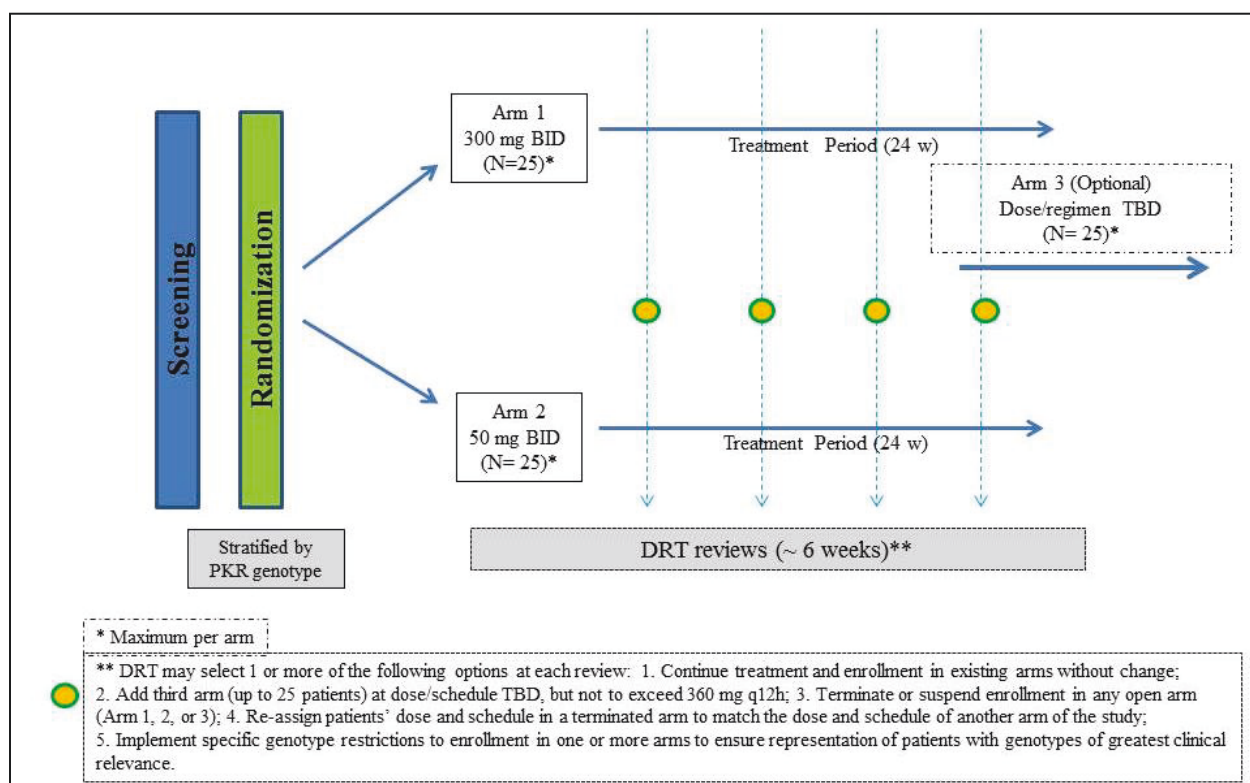 Screening
Randomization
Stratified by
PKR genotype
Arm 1
300 mg BID
(N=25)*
Treatment Period (24 w)
Arm 3 (Optional)
Dose/regimen TBD
(N= 25)*
Arm 2
50 mg BID
(N= 25)*
Treatment Period (24 w)
DRT reviews (~ 6 weeks)**
* Maximum per arm
** DRT may select 1 or more of the following options at each review: 1. Continue treatment and enrollment in existing arms without change;
2. Add third arm (up to 25 patients) at dose/schedule TBD, but not to exceed 360 mg q12h; 3. Terminate or suspend enrollment in any open arm
(Arm 1, 2, or 3); 4. Re-assign patients’ dose and schedule in a terminated arm to match the dose and schedule of another arm of the study;
5. Implement specific genotype restrictions to enrollment in one or more arms to ensure representation of patients with genotypes of greatest clinical
relevance.